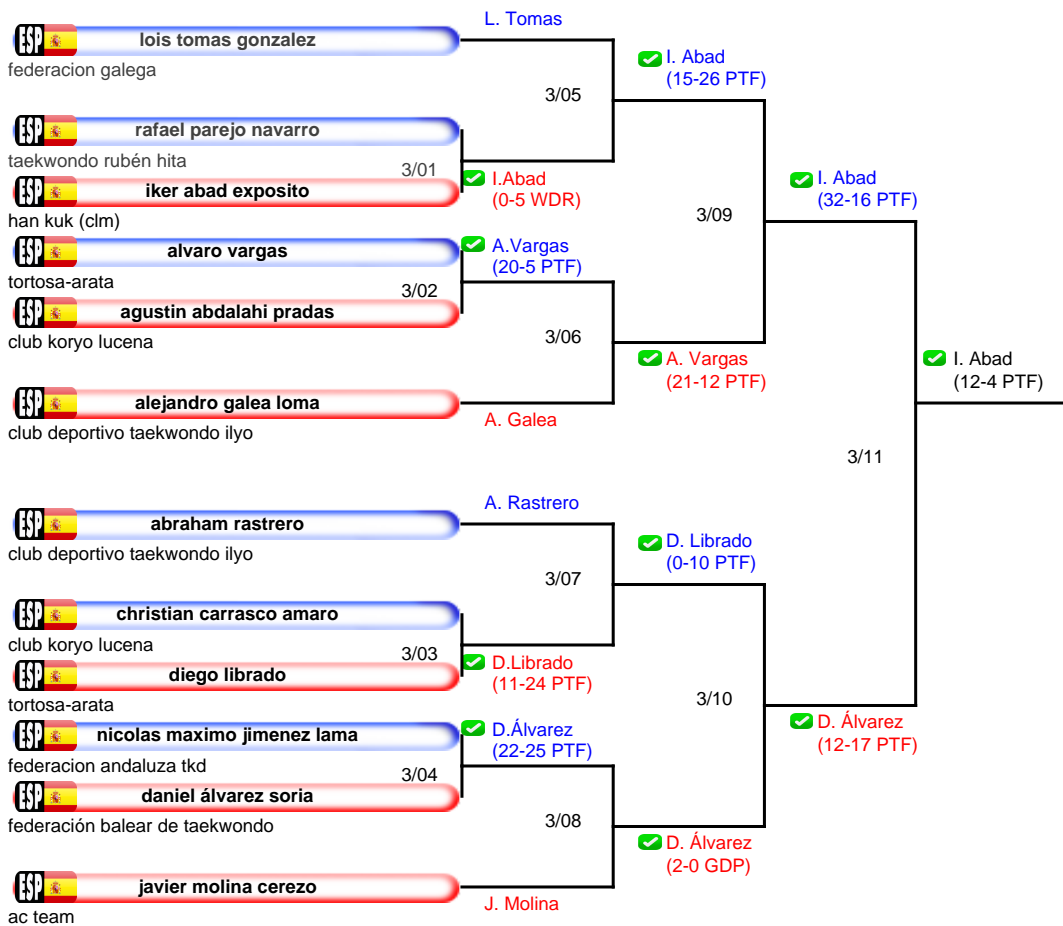 L. Tomas
ESP lois tomas gonzalez
federacion galega
I. Abad
(15-26 PTF)
3/05
ESP rafael parejo navarro
taekwondo rubén hita
3/01
ESP iker abad exposito
I.Abad
(0-5 WDR)
han kuk (clm)
I. Abad
(32-16 PTF)
3/09
ESP alvaro vargas
A.Vargas
(20-5 PTF)
tortosa-arata
3/02
ESP agustin abdalahi pradas
club koryo lucena
3/06
A. Vargas
(21-12 PTF)
I. Abad
(12-4 PTF)
ESP alejandro galea loma
A. Galea
club deportivo taekwondo ilyo
3/11
A. Rastrero
ESP abraham rastrero
club deportivo taekwondo ilyo
D. Librado
(0-10 PTF)
3/07
ESP christian carrasco amaro
club koryo lucena
3/03
ESP diego librado
D.Librado
(11-24 PTF)
tortosa-arata
3/10
ESP nicolas maximo jimenez lama
D.Álvarez
(22-25 PTF)
D. Álvarez
(12-17 PTF)
federacion andaluza tkd
3/04
ESP daniel álvarez soria
federación balear de taekwondo
3/08
D. Álvarez
(2-0 GDP)
ESP javier molina cerezo
J. Molina
ac team